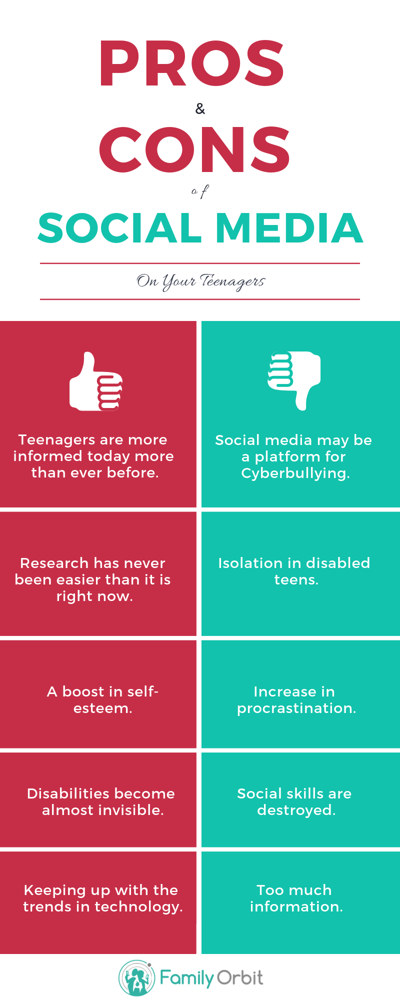 PROS
&
CONS
of
SOCIAL MEDIA
On Your Teenagers
Teenagers are more
informed today more
than ever before.
Social media may be
a platform for
Cyberbullying.
Research has never
been easier than it is
right now.
Isolation in disabled
teens.
A boost in self-
esteem.
Increase in
procrastination.
Disabilities become
almost invisible.
Social skills are
destroyed.
Keeping up with the
trends in technology.
Too much
information.
Family Orbit